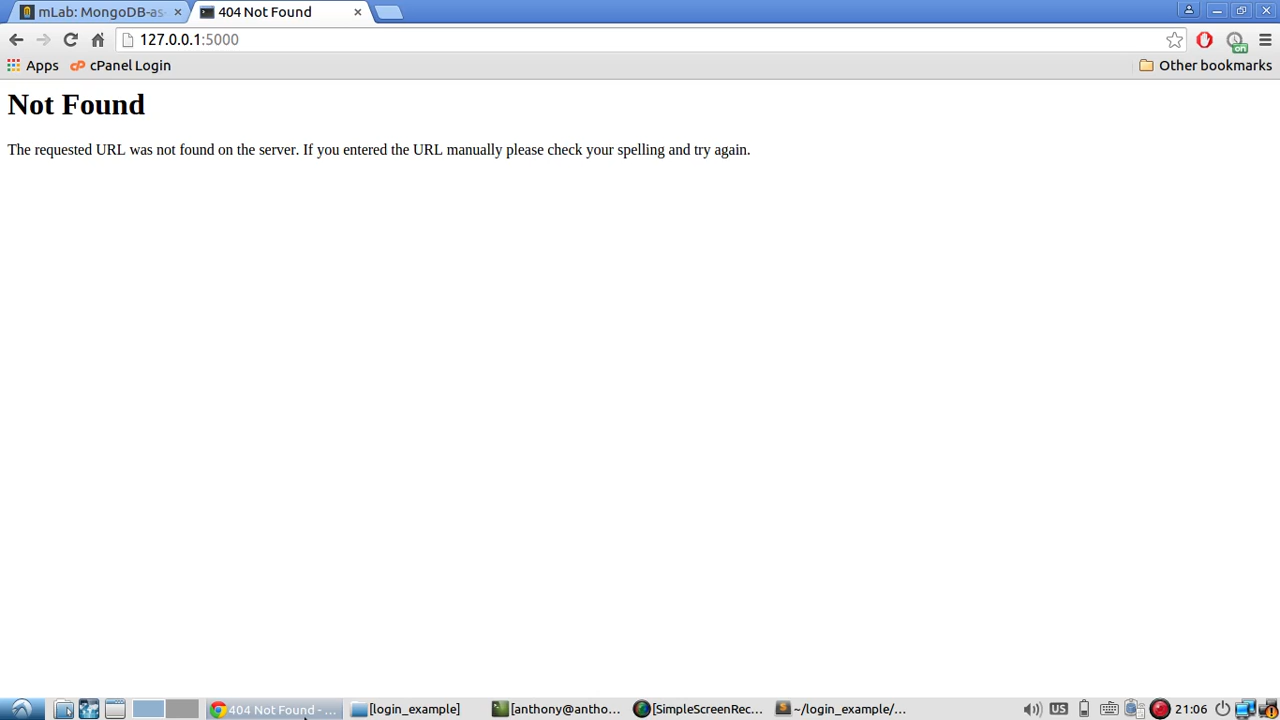 mLab: MongoDB-as-
404 Not Found
127.0.0.1:5000
on
Apps
cPanel Login
Other bookmarks
Not Found
The requested URL was not found on the server. If you entered the URL manually please check your spelling and try again.
404 Not Found - ...
[login_example]
[anthony@antho...
[SimpleScreenRec...
~/login_example/...
US
21:06